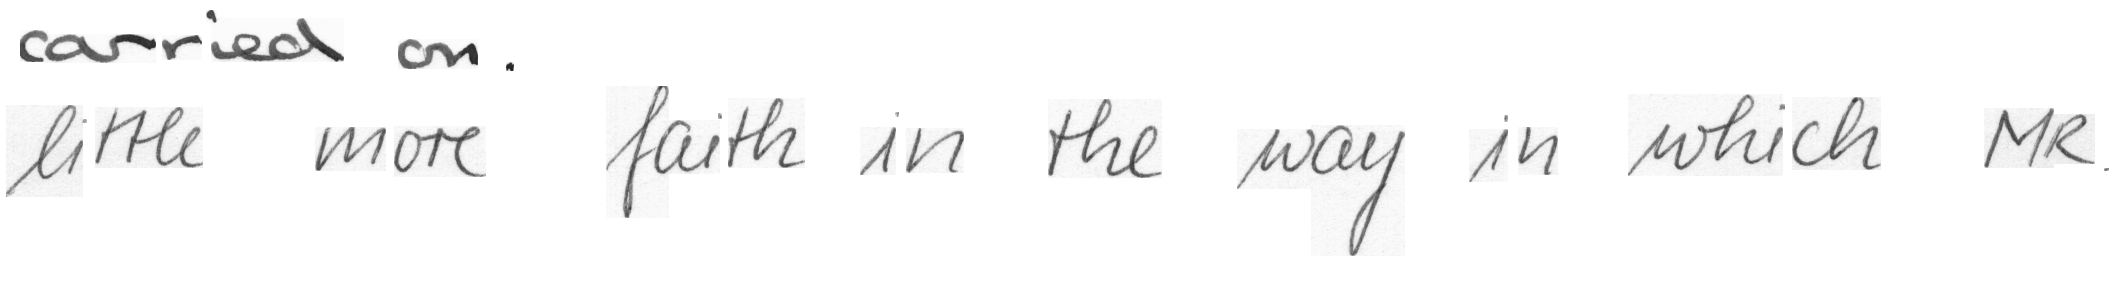 carried on.
little more faith in the way in which MR.